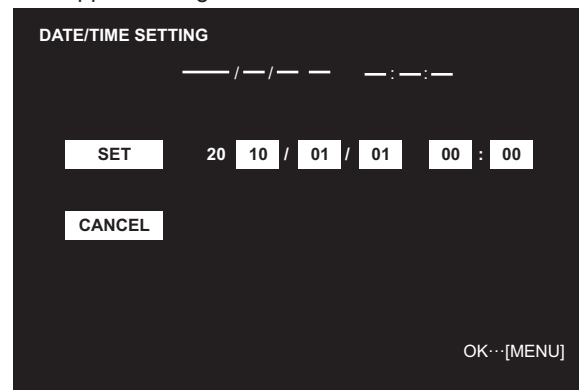 DATE/TIME SETTING
——/—/— — —:—:—
SET 20 10 / 01 / 01 00 : 00
CANCEL
OK···[MENU]